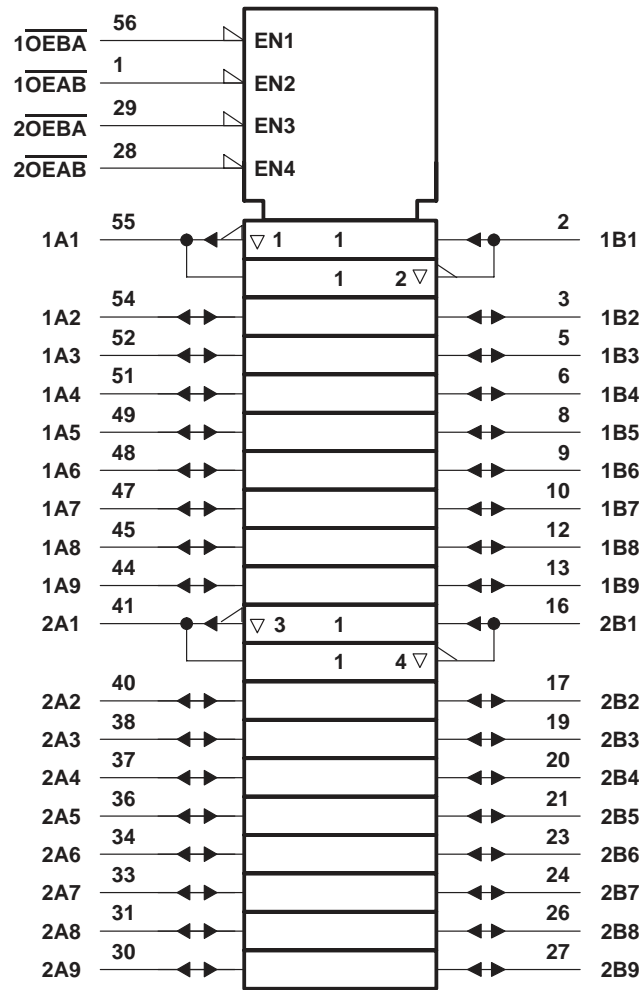 1OEBA 56 EN1
1OEAB 1 EN2
2OEBA 29 EN3
2OEAB 28 EN4
1A1 55 ▽ 1 1 2 1B1
1 2 ▽
1A2 54 3 1B2
1A3 52 5 1B3
1A4 51 6 1B4
1A5 49 8 1B5
1A6 48 9 1B6
1A7 47 10 1B7
1A8 45 12 1B8
1A9 44 13 1B9
2A1 41 ▽ 3 1 16 2B1
1 4 ▽
2A2 40 17 2B2
2A3 38 19 2B3
2A4 37 20 2B4
2A5 36 21 2B5
2A6 34 23 2B6
2A7 33 24 2B7
2A8 31 26 2B8
2A9 30 27 2B9